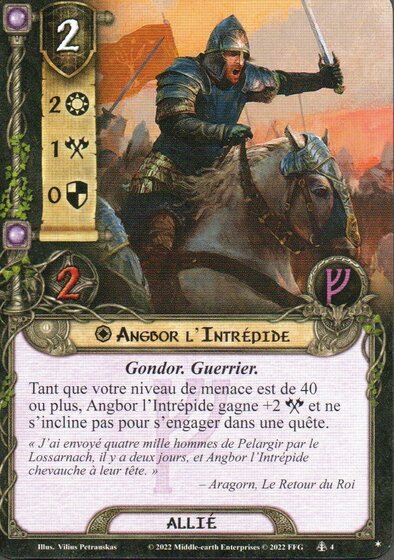 2
2
1
0
2
Angbor l'Intrépide
Gondor. Guerrier.
Tant que votre niveau de menace est de 40
ou plus, Angbor l'Intrépide gagne +2 et ne
s'incline pas pour s'engager dans une quête.
« J'ai envoyé quatre mille hommes de Pelargir par le
Lossarnach, il y a deux jours, et Angbor l'Intrépide
chevauche à leur tête. »
– Aragorn, Le Retour du Roi
Allié
Illus. Vilius Petrauskas © 2022 Middle-earth Enterprises © 2022 FFG 4